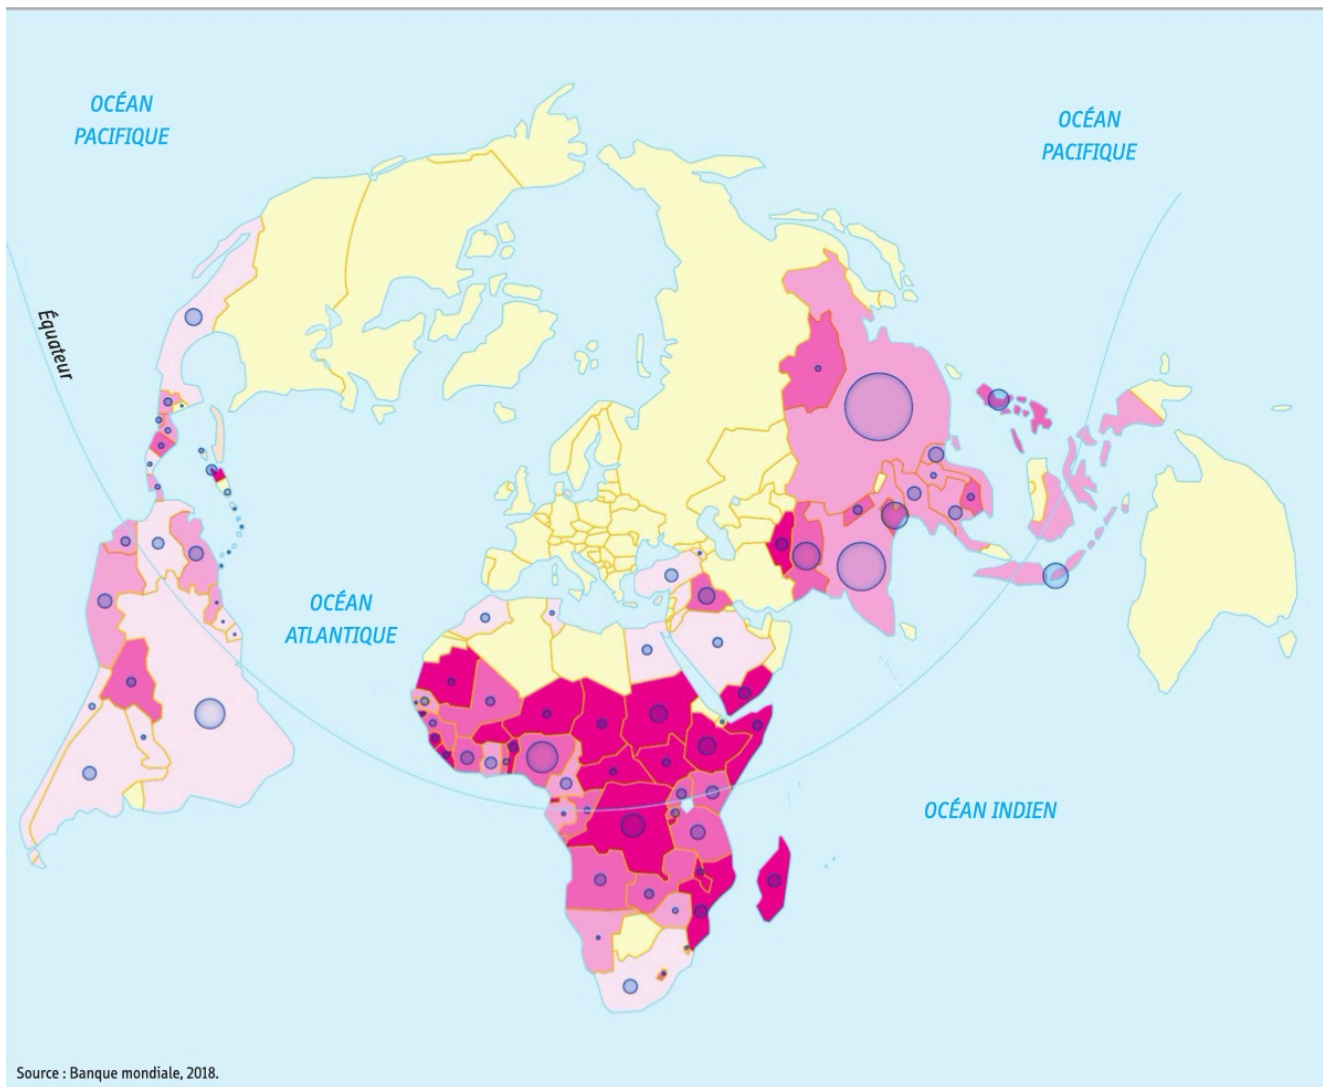 OCÉAN
PACIFIQUE
OCÉAN
PACIFIQUE
Équateur
OCÉAN
ATLANTIQUE
OCÉAN INDIEN
Source : Banque mondiale, 2018.